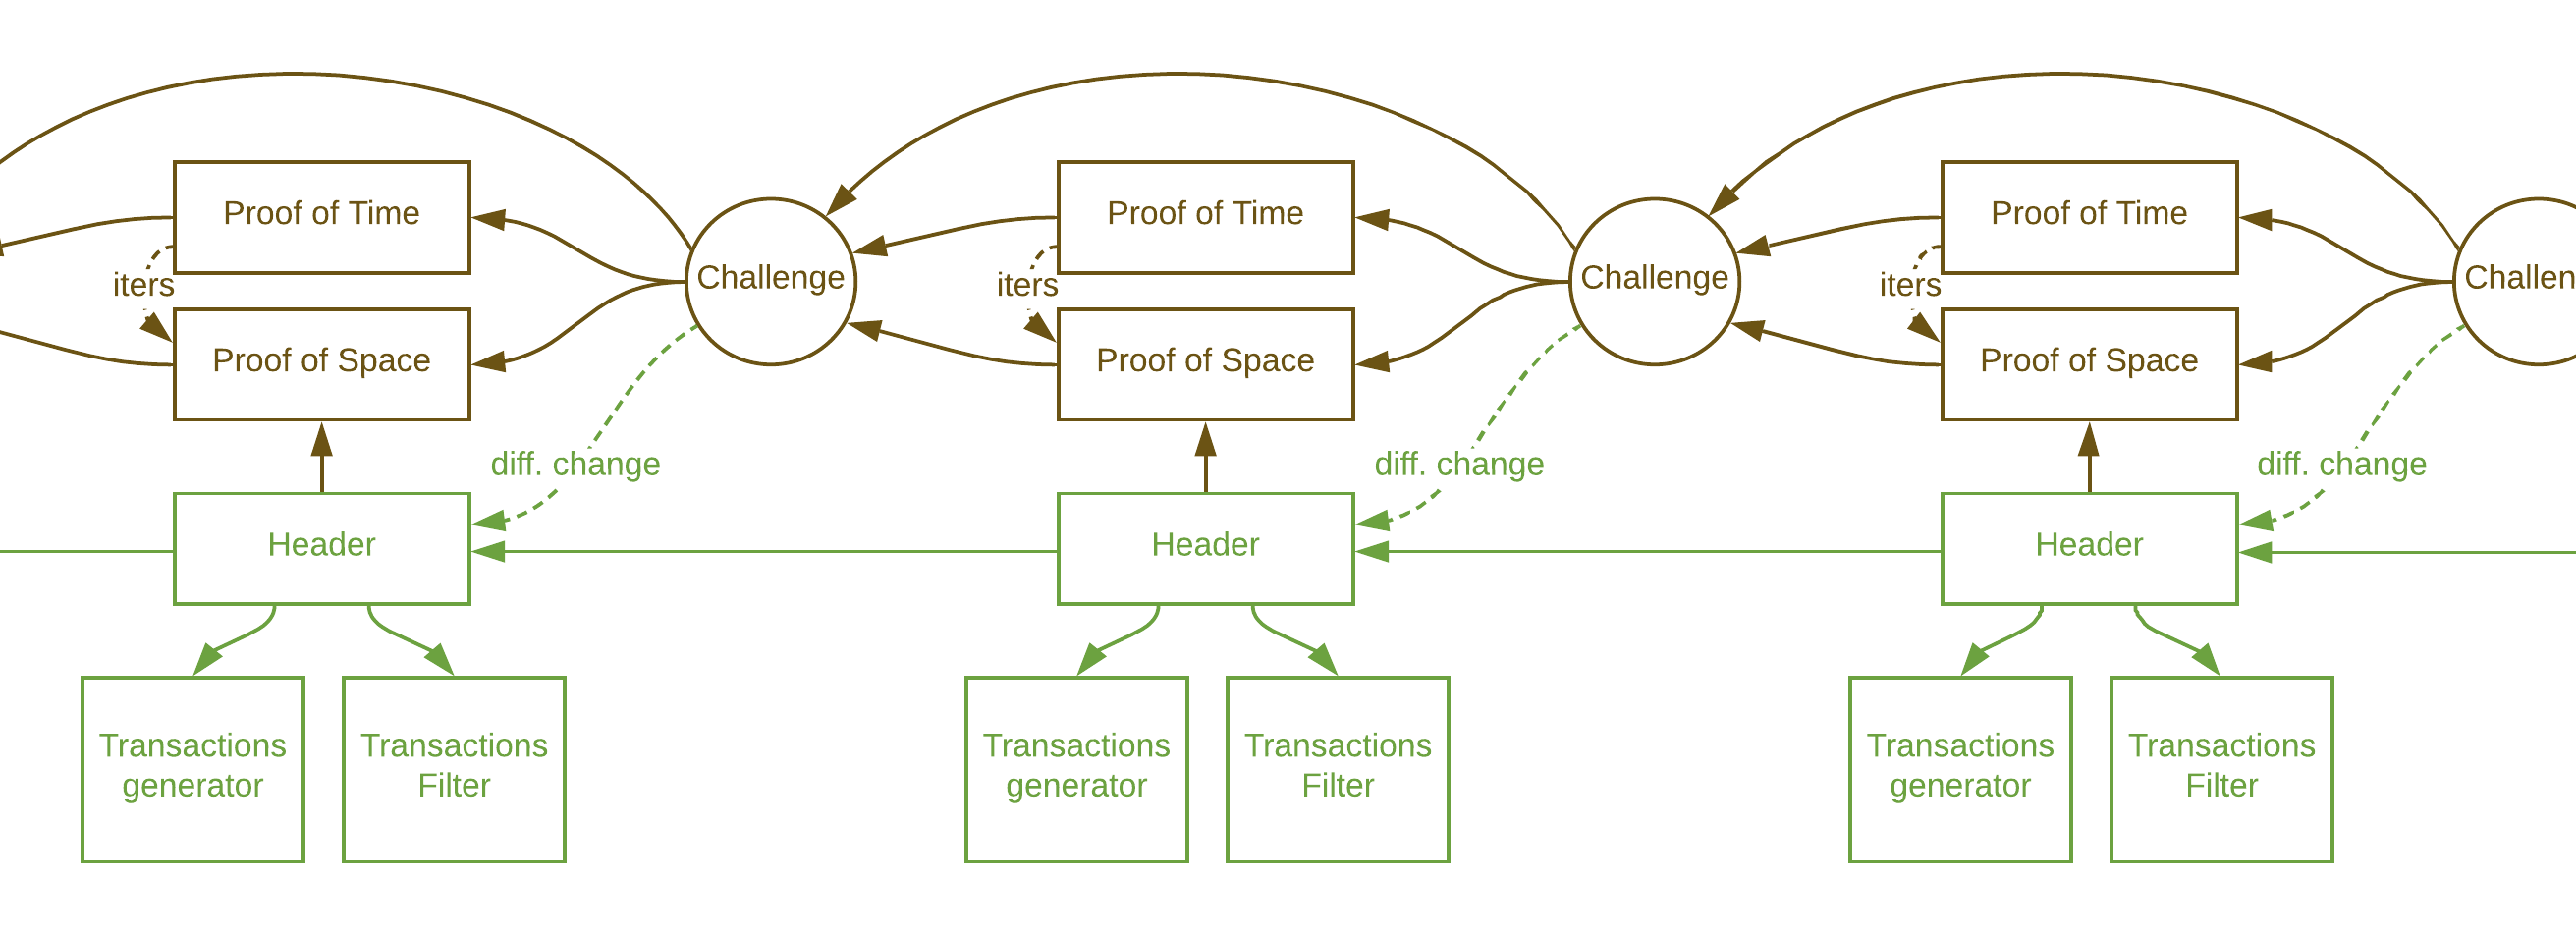 Proof of Time
Proof of Time
Proof of Time
Challenge
Challenge
Challen
iters
iters
iters
Proof of Space
Proof of Space
Proof of Space
diff. change
diff. change
diff. change
Header
Header
Header
Transactions
generator
Transactions
Filter
Transactions
generator
Transactions
Filter
Transactions
generator
Transactions
Filter